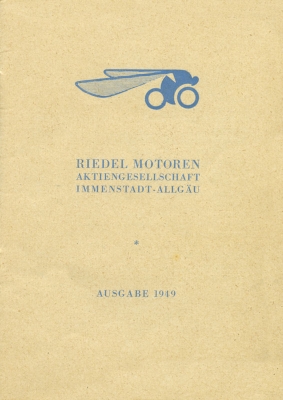 RIEDEL MOTOREN
AKTIENGESELLSCHAFT
IMMENSTADT-ALLGÄU
*
AUSGABE 1949